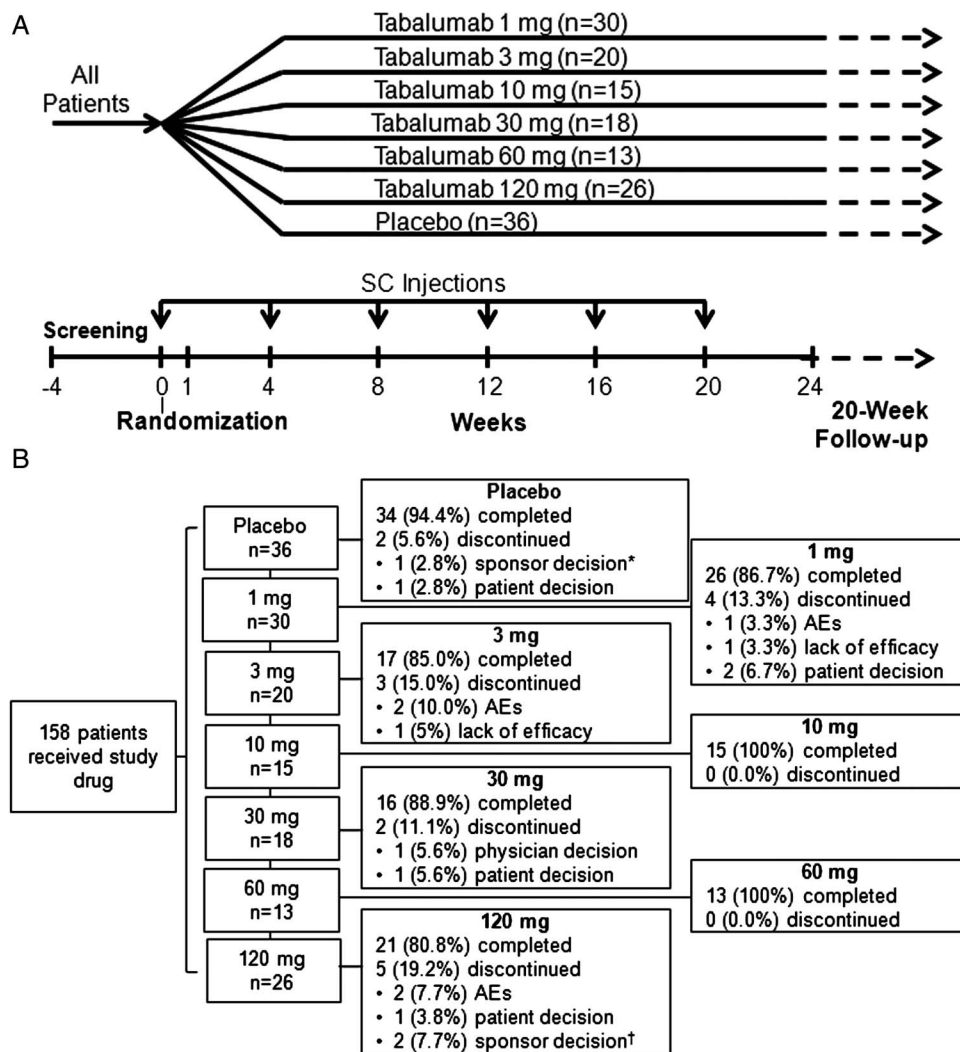 A
All
Patients
Tabalumab 1 mg (n=30)
Tabalumab 3 mg (n=20)
Tabalumab 10 mg (n=15)
Tabalumab 30 mg (n=18)
Tabalumab 60 mg (n=13)
Tabalumab 120 mg (n=26)
Placebo (n=36)
SC Injections
Screening
-4 0 1 4 8 12 16 20 24
Randomization Weeks 20-Week
Follow-up
B
158 patients
received study
drug
Placebo
n=36
1 mg
n=30
3 mg
n=20
10 mg
n=15
30 mg
n=18
60 mg
n=13
120 mg
n=26
Placebo
34 (94.4%) completed
2 (5.6%) discontinued
• 1 (2.8%) sponsor decision*
• 1 (2.8%) patient decision
1 mg
26 (86.7%) completed
4 (13.3%) discontinued
• 1 (3.3%) AEs
• 1 (3.3%) lack of efficacy
• 2 (6.7%) patient decision
3 mg
17 (85.0%) completed
3 (15.0%) discontinued
• 2 (10.0%) AEs
• 1 (5%) lack of efficacy
10 mg
15 (100%) completed
0 (0.0%) discontinued
30 mg
16 (88.9%) completed
2 (11.1%) discontinued
• 1 (5.6%) physician decision
• 1 (5.6%) patient decision
60 mg
13 (100%) completed
0 (0.0%) discontinued
120 mg
21 (80.8%) completed
5 (19.2%) discontinued
• 2 (7.7%) AEs
• 1 (3.8%) patient decision
• 2 (7.7%) sponsor decision†